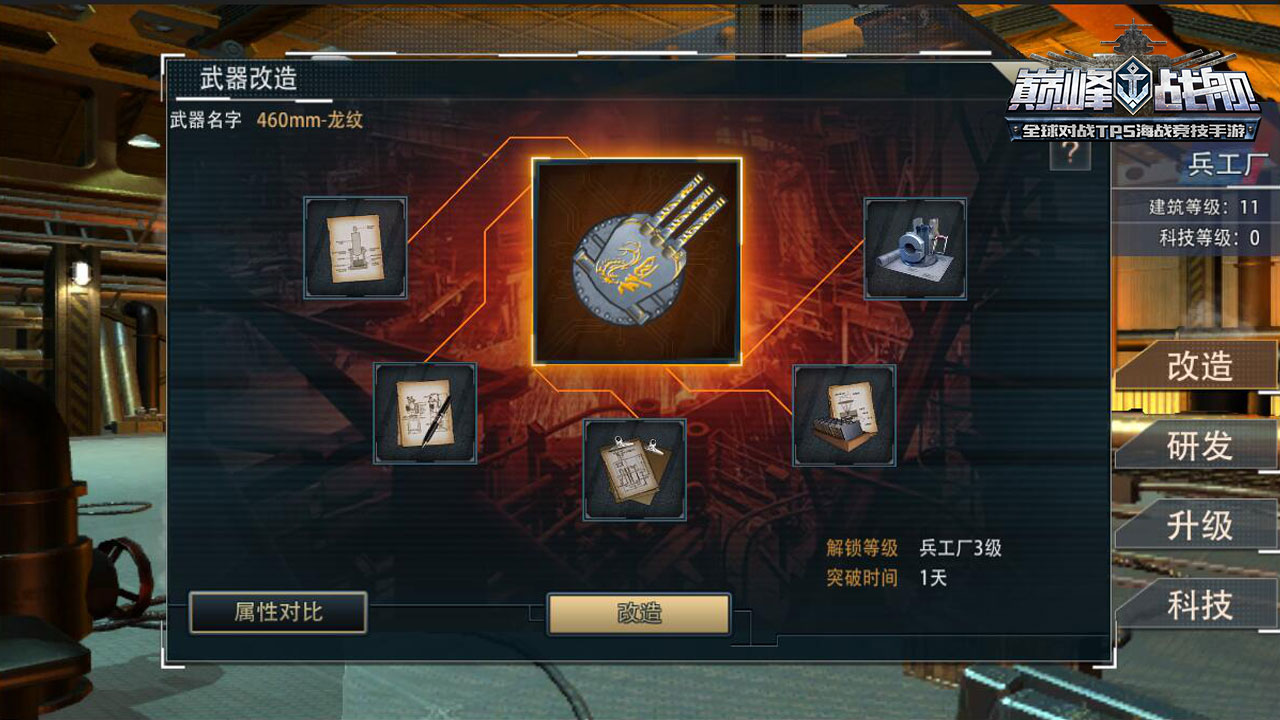 武器改造
武器名字 460mm-龙纹
巅峰战舰
全球对战TPS海战竞技手游
?
兵工厂
建筑等级：11
科技等级：0
改造
研发
升级
科技
解锁等级 兵工厂3级
突破时间 1天
属性对比
改造